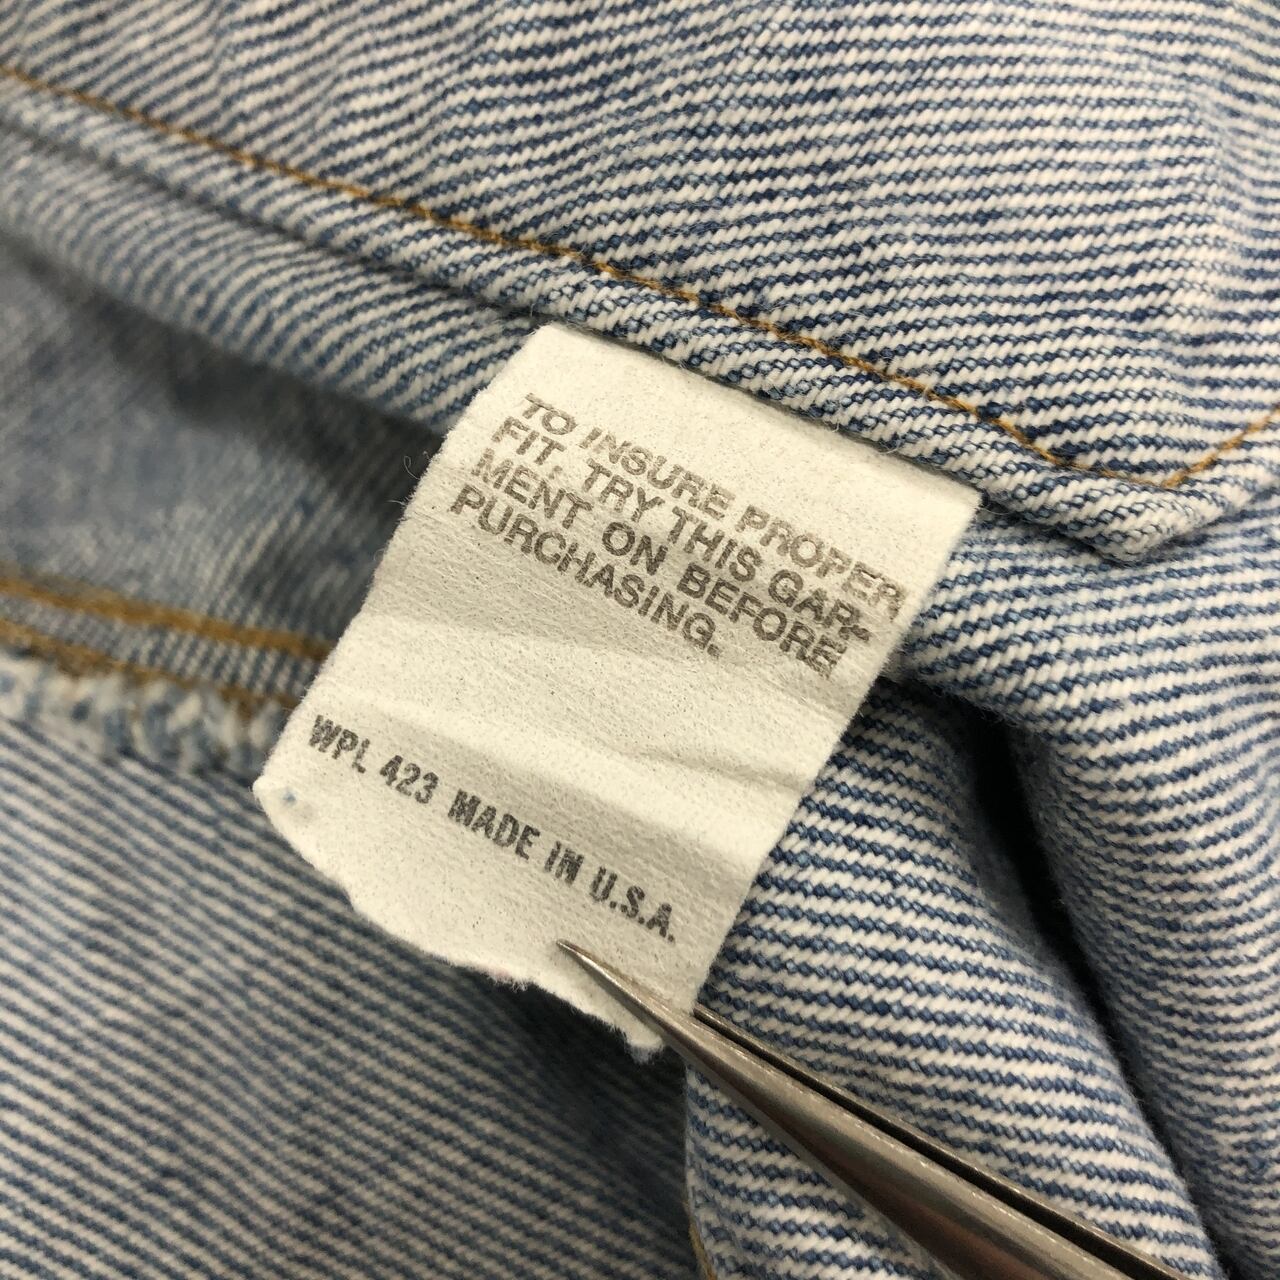 TO INSURE PROPER
FIT, TRY THIS GAR-
MENT ON BEFORE
PURCHASING.
WPL 423 MADE IN U.S.A.